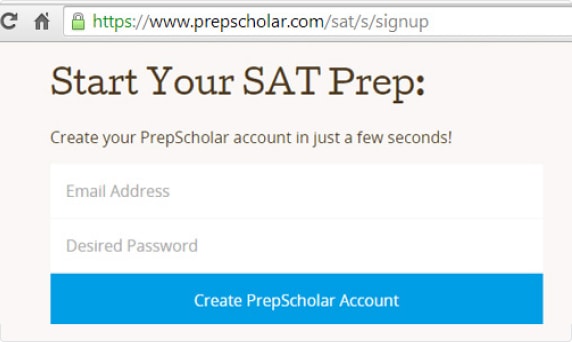 https://www.prepscholar.com/sat/s/signup
Start Your SAT Prep:
Create your PrepScholar account in just a few seconds!
Email Address
Desired Password
Create PrepScholar Account